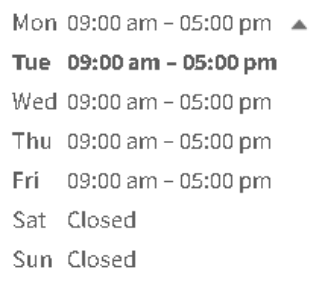 Mon 09:00 am – 05:00 pm
Tue 09:00 am – 05:00 pm
Wed 09:00 am – 05:00 pm
Thu 09:00 am – 05:00 pm
Fri 09:00 am – 05:00 pm
Sat Closed
Sun Closed